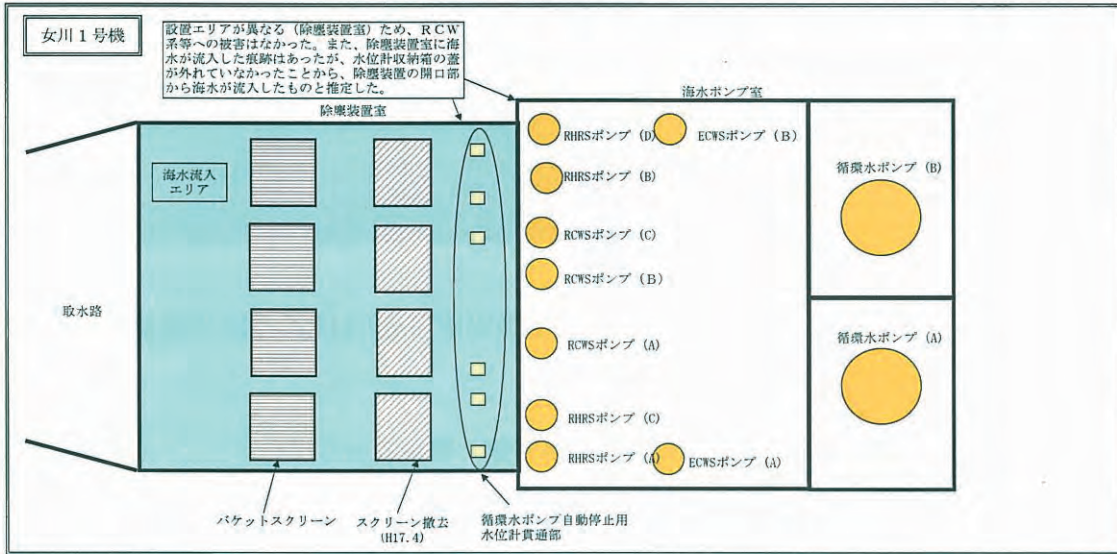 女川1号機
設置エリアが異なる(除塵装置室)ため、RCW
系等への被害はなかった。また、除塵装置室に海
水が流入した痕跡はあったが、水位計収納箱の蓋
が外れていなかったことから、除塵装置の開口部
から海水が流入したものと推定した。
除塵装置室
海水ポンプ室
海水流入
エリア
取水路
RHRSポンプ(D)
ECWSポンプ(B)
RHRSポンプ(B)
RCWSポンプ(C)
RCWSポンプ(B)
RCWSポンプ(A)
RHRSポンプ(C)
RHRSポンプ(A)
ECWSポンプ(A)
循環水ポンプ(B)
循環水ポンプ(A)
バケットスクリーン
スクリーン撤去
(H17.4)
循環水ポンプ自動停止用
水位計貫通部